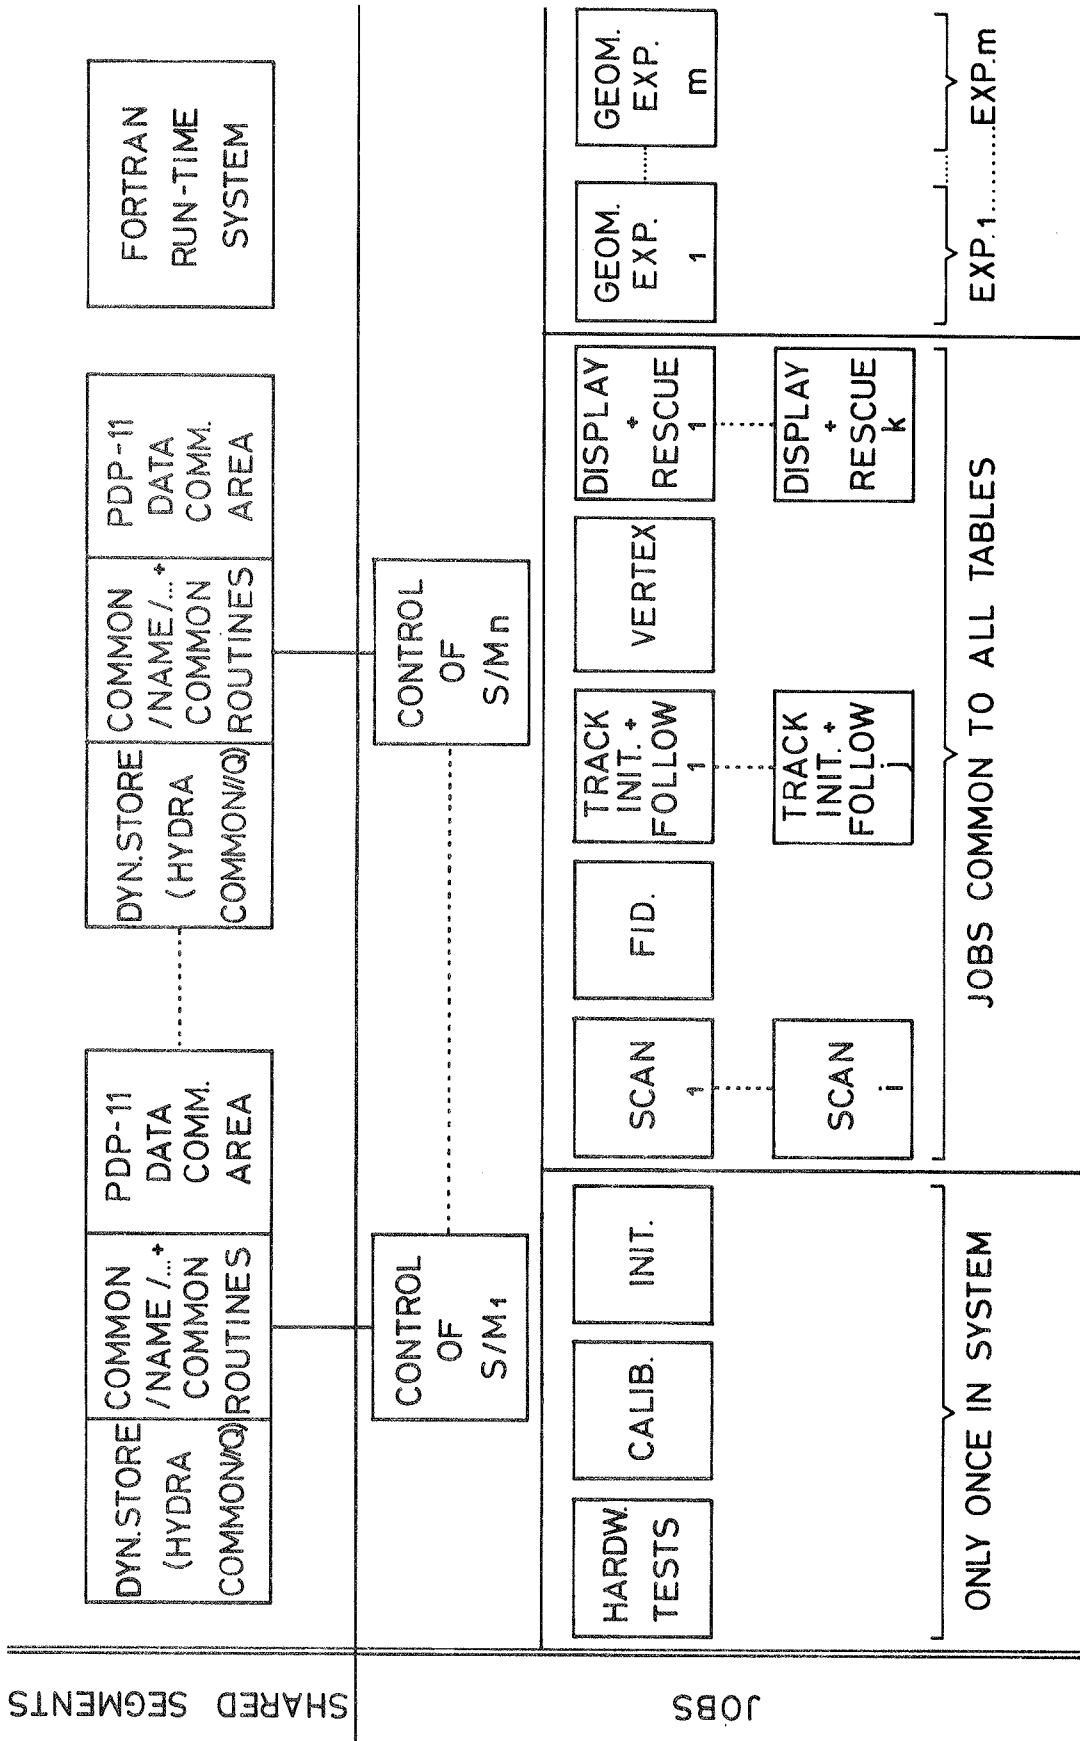 SHARED SEGMENTS
DYN.STORE
(HYDRA
COMMON//Q)
COMMON
/NAME/...+
COMMON
ROUTINES
PDP-11
DATA
COMM.
AREA
DYN.STORE
(HYDRA
COMMON//Q)
COMMON
/NAME/...+
COMMON
ROUTINES
PDP-11
DATA
COMM.
AREA
FORTRAN
RUN-TIME
SYSTEM
JOBS
CONTROL
OF
S/M1
CONTROL
OF
S/Mn
HARDW.
TESTS
CALIB.
INIT.
SCAN
1
FID.
TRACK
INIT. +
FOLLOW
1
VERTEX
DISPLAY
+
RESCUE
1
GEOM.
EXP.
1
GEOM.
EXP.
m
SCAN
i
TRACK
INIT. +
FOLLOW
j
DISPLAY
+
RESCUE
k
ONLY ONCE IN SYSTEM
JOBS COMMON TO ALL TABLES
EXP.1.........EXP.m